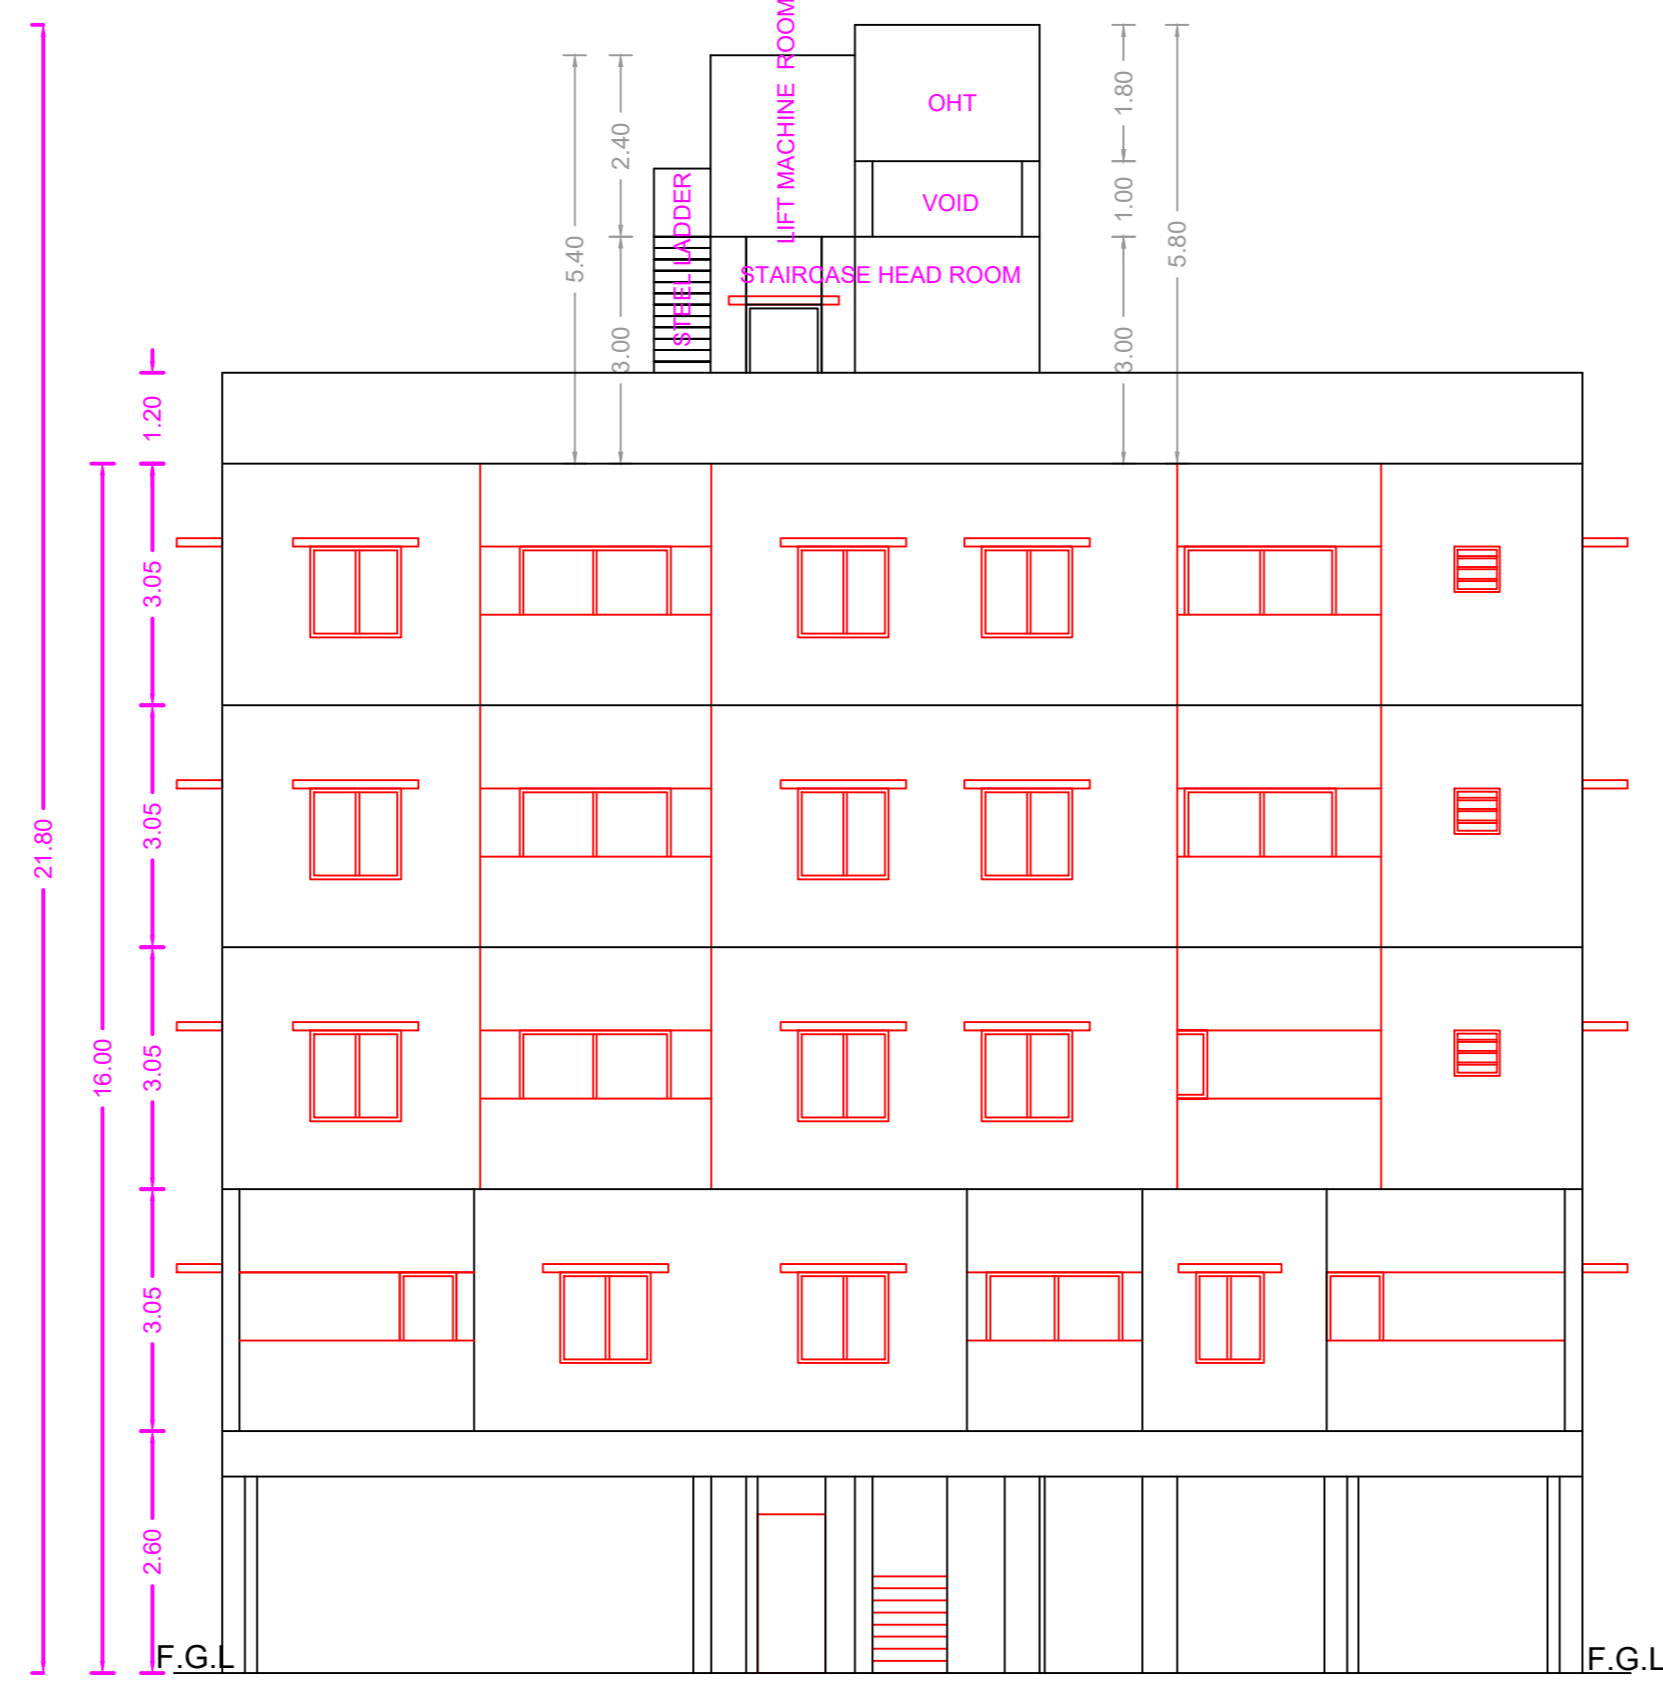 LIFT MACHINE ROOM
OHT
1.80
2.40
STEEL LADDER
VOID
1.00
5.40
5.80
STAIRCASE HEAD ROOM
3.00
3.00
1.20
3.05
21.80
3.05
16.00
3.05
3.05
2.60
F.G.L
F.G.L